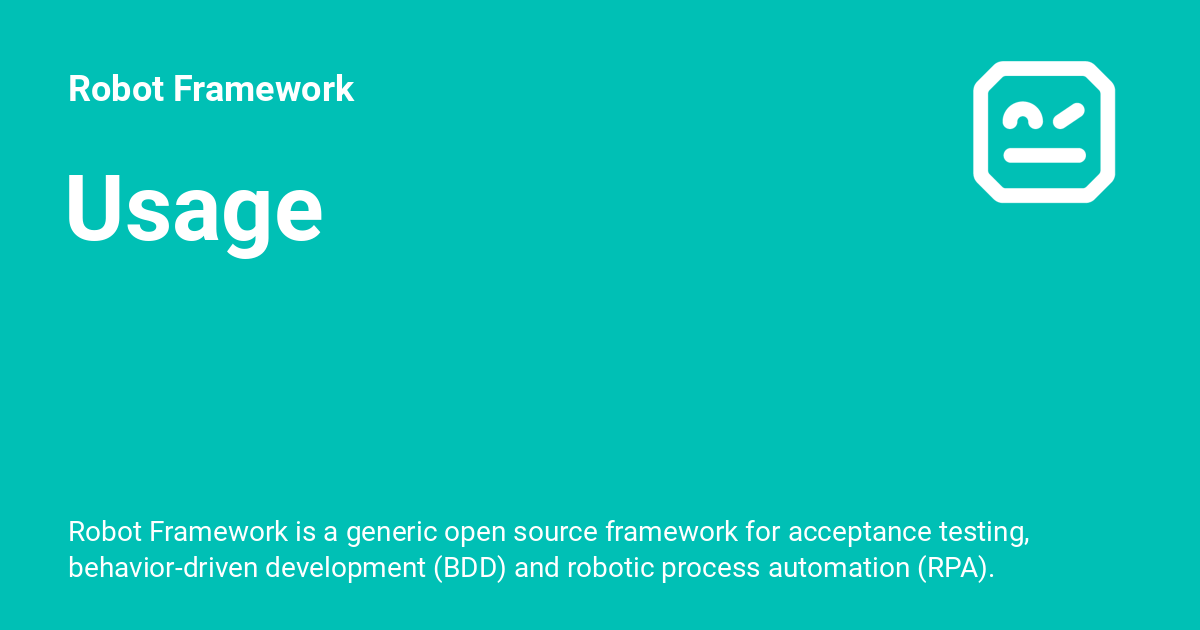 Robot Framework
Usage
Robot Framework is a generic open source framework for acceptance testing,
behavior-driven development (BDD) and robotic process automation (RPA).